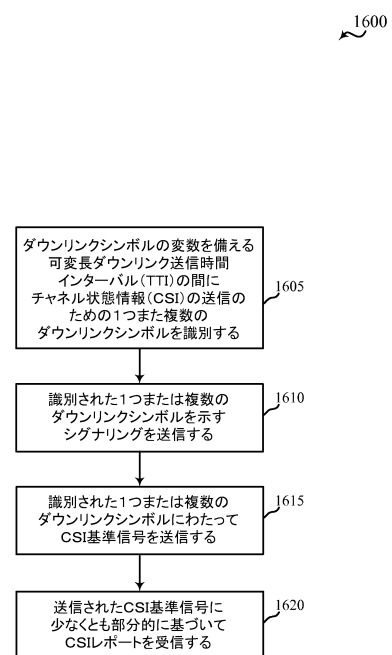 1600
ダウンリンクシンボルの変数を備える
可変長ダウンリンク送信時間
インターバル(TTI)の間に
チャネル状態情報(CSI)の送信の
ための1つまた複数の
ダウンリンクシンボルを識別する
1605
識別された1つまたは複数の
ダウンリンクシンボルを示す
シグナリングを送信する
1610
識別された1つまたは複数の
ダウンリンクシンボルにわたって
CSI基準信号を送信する
1615
送信されたCSI基準信号に
少なくとも部分的に基づいて
CSIレポートを受信する
1620